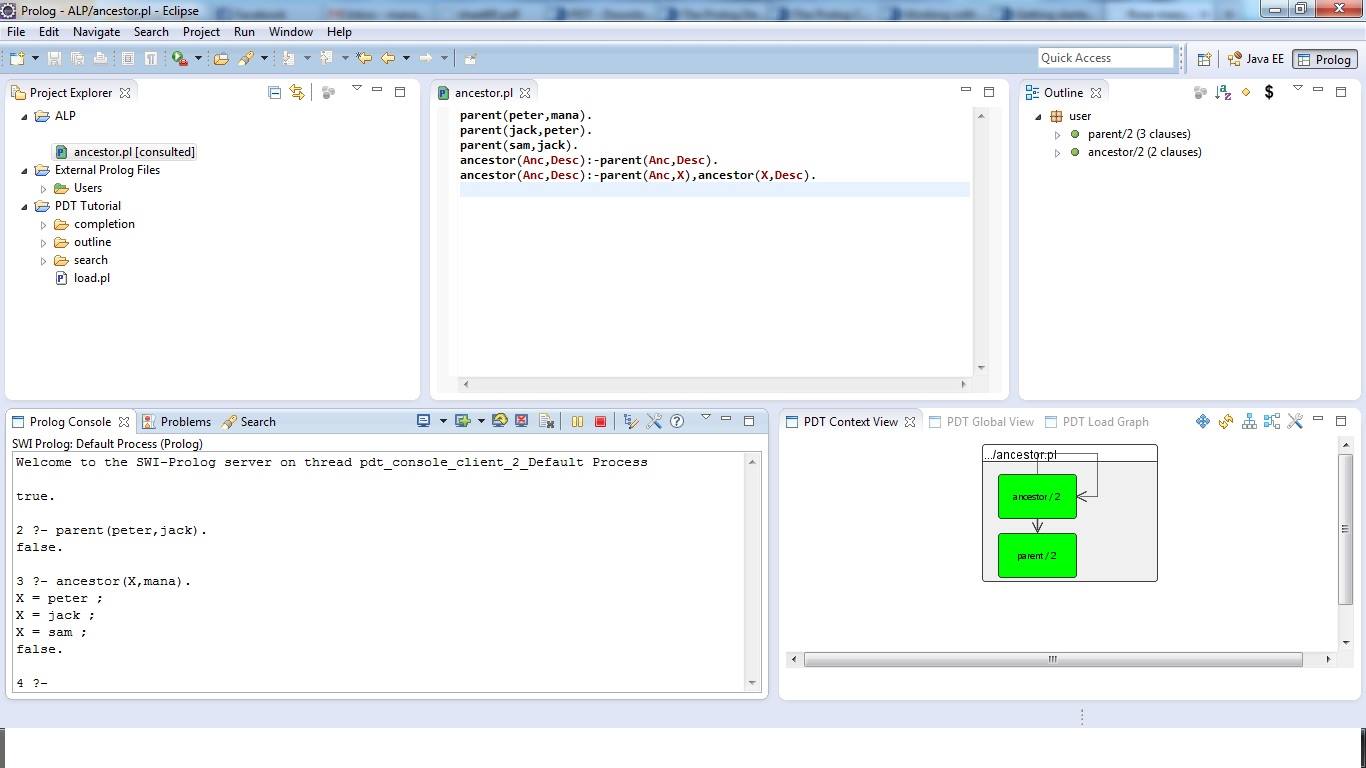 Prolog - ALP/ancestor.pl - Eclipse
File Edit Navigate Search Project Run Window Help
Quick Access
Java EE
Prolog
Project Explorer
ALP
ancestor.pl [consulted]
External Prolog Files
Users
PDT Tutorial
completion
outline
search
load.pl
ancestor.pl
parent(peter,mana).
parent(jack,peter).
parent(sam,jack).
ancestor(Anc,Desc):-parent(Anc,Desc).
ancestor(Anc,Desc):-parent(Anc,X),ancestor(X,Desc).
Outline
user
parent/2 (3 clauses)
ancestor/2 (2 clauses)
Prolog Console Problems Search
SWI Prolog: Default Process (Prolog)
Welcome to the SWI-Prolog server on thread pdt_console_client_2_Default Process
true.
2 ?- parent(peter,jack).
false.
3 ?- ancestor(X,mana).
X = peter ;
X = jack ;
X = sam ;
false.
4 ?-
PDT Context View PDT Global View PDT Load Graph
.../ancestor.pl
ancestor / 2
parent / 2